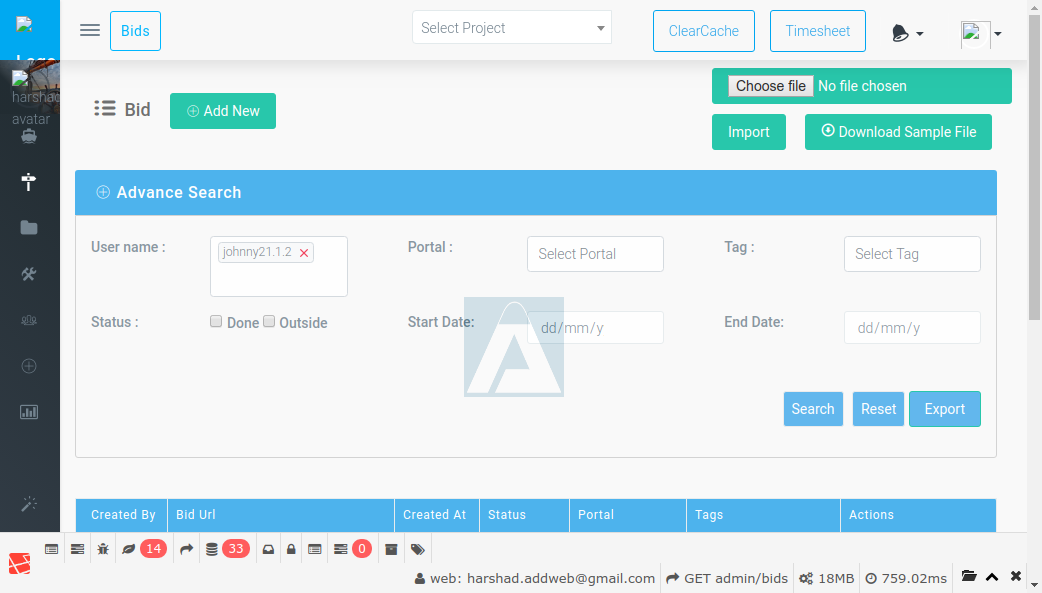 Bids
Select Project
ClearCache
Timesheet
harshad
avatar
Choose file No file chosen
Bid
Add New
Import
Download Sample File
Advance Search
User name :
johnny21.1.2
Portal :
Select Portal
Tag :
Select Tag
Status :
Done
Outside
Start Date:
dd/mm/y
End Date:
dd/mm/y
Search
Reset
Export
Created By
Bid Url
Created At
Status
Portal
Tags
Actions
14
33
0
web: harshad.addweb@gmail.com
GET admin/bids
18MB
759.02ms